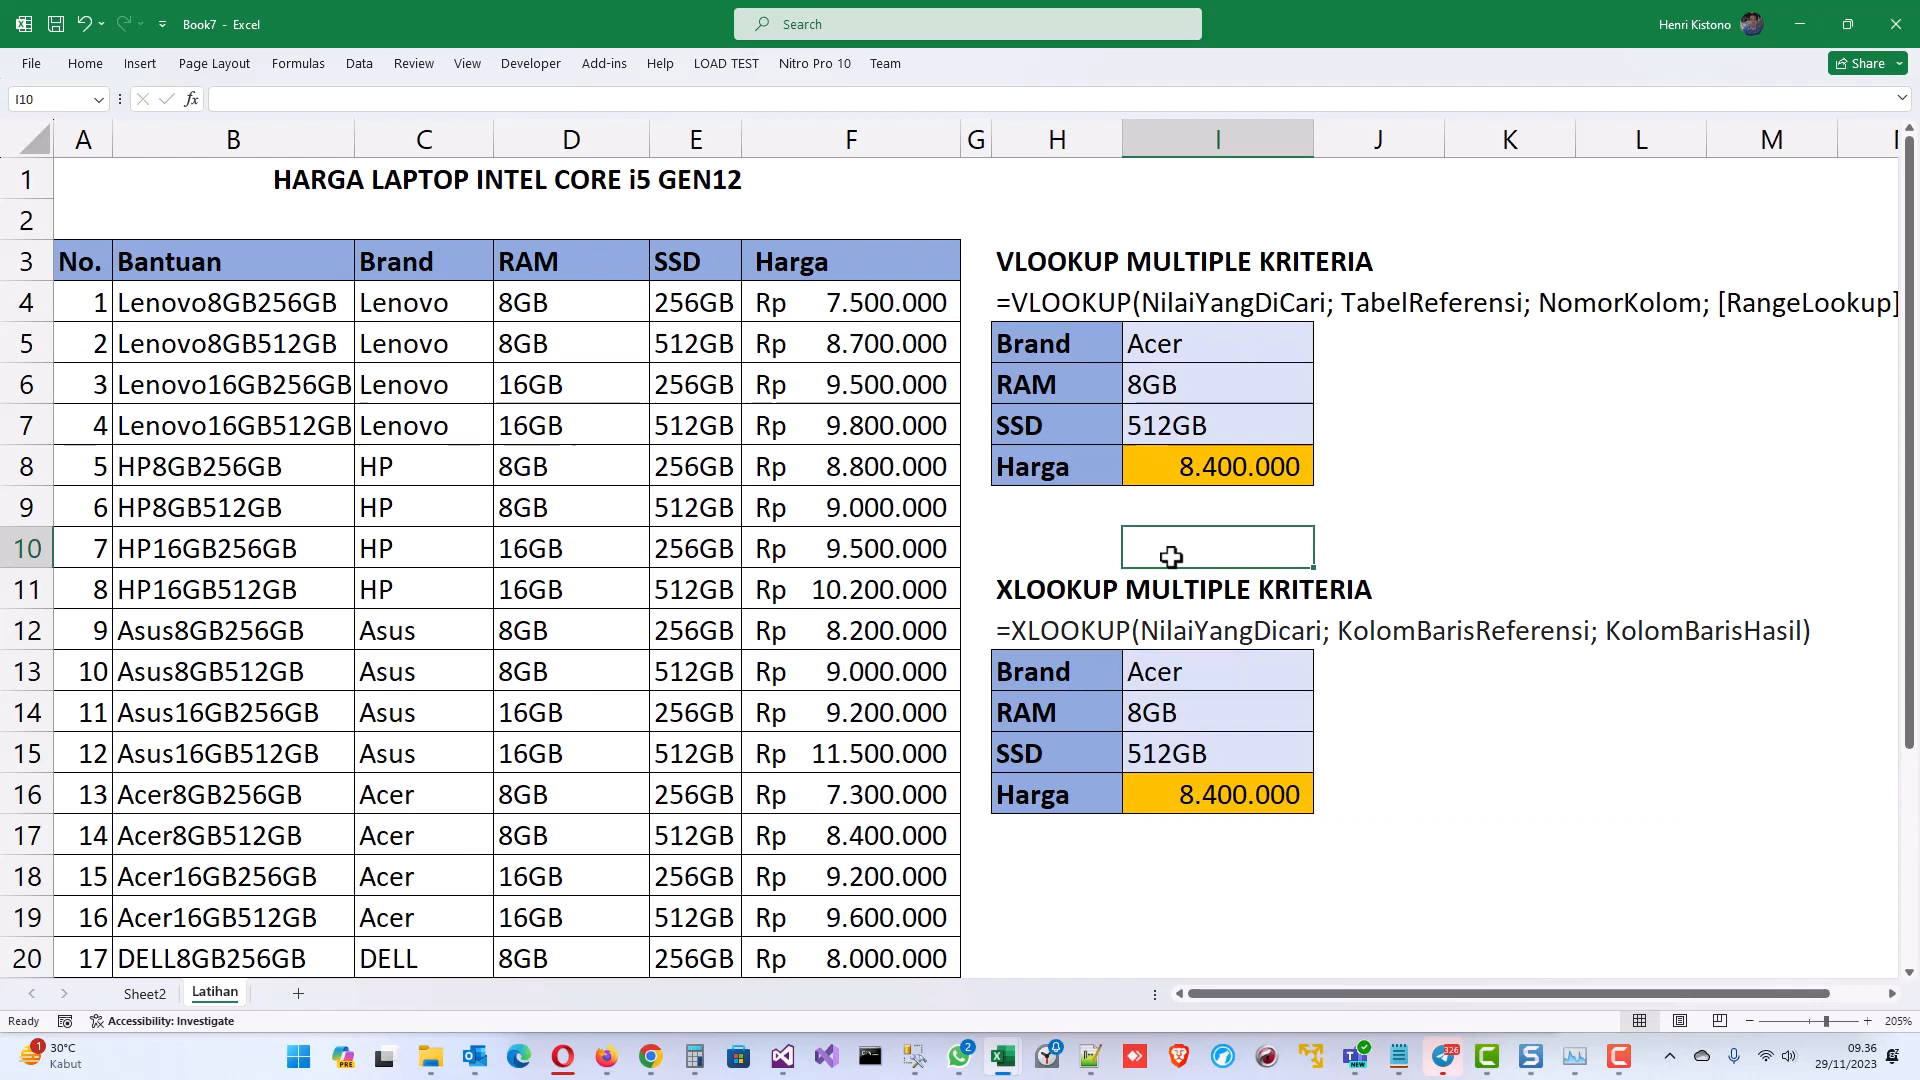 Book7 - Excel
Search
Henri Kistono
File Home Insert Page Layout Formulas Data Review View Developer Add-ins Help LOAD TEST Nitro Pro 10 Team
Share
I10
fx
A B C D E F G H I J K L M
1 HARGA LAPTOP INTEL CORE i5 GEN12
2
3 No. Bantuan Brand RAM SSD Harga VLOOKUP MULTIPLE KRITERIA
4 1 Lenovo8GB256GB Lenovo 8GB 256GB Rp 7.500.000 =VLOOKUP(NilaiYangDiCari; TabelReferensi; NomorKolom; [RangeLookup]
5 2 Lenovo8GB512GB Lenovo 8GB 512GB Rp 8.700.000 Brand Acer
6 3 Lenovo16GB256GB Lenovo 16GB 256GB Rp 9.500.000 RAM 8GB
7 4 Lenovo16GB512GB Lenovo 16GB 512GB Rp 9.800.000 SSD 512GB
8 5 HP8GB256GB HP 8GB 256GB Rp 8.800.000 Harga 8.400.000
9 6 HP8GB512GB HP 8GB 512GB Rp 9.000.000
10 7 HP16GB256GB HP 16GB 256GB Rp 9.500.000
11 8 HP16GB512GB HP 16GB 512GB Rp 10.200.000 XLOOKUP MULTIPLE KRITERIA
12 9 Asus8GB256GB Asus 8GB 256GB Rp 8.200.000 =XLOOKUP(NilaiYangDicari; KolomBarisReferensi; KolomBarisHasil)
13 10 Asus8GB512GB Asus 8GB 512GB Rp 9.000.000 Brand Acer
14 11 Asus16GB256GB Asus 16GB 256GB Rp 9.200.000 RAM 8GB
15 12 Asus16GB512GB Asus 16GB 512GB Rp 11.500.000 SSD 512GB
16 13 Acer8GB256GB Acer 8GB 256GB Rp 7.300.000 Harga 8.400.000
17 14 Acer8GB512GB Acer 8GB 512GB Rp 8.400.000
18 15 Acer16GB256GB Acer 16GB 256GB Rp 9.200.000
19 16 Acer16GB512GB Acer 16GB 512GB Rp 9.600.000
20 17 DELL8GB256GB DELL 8GB 256GB Rp 8.000.000
Sheet2 Latihan
Ready Accessibility: Investigate 205%
1 30°C
Kabut
PRE 2 NEW 326
09.36
29/11/2023